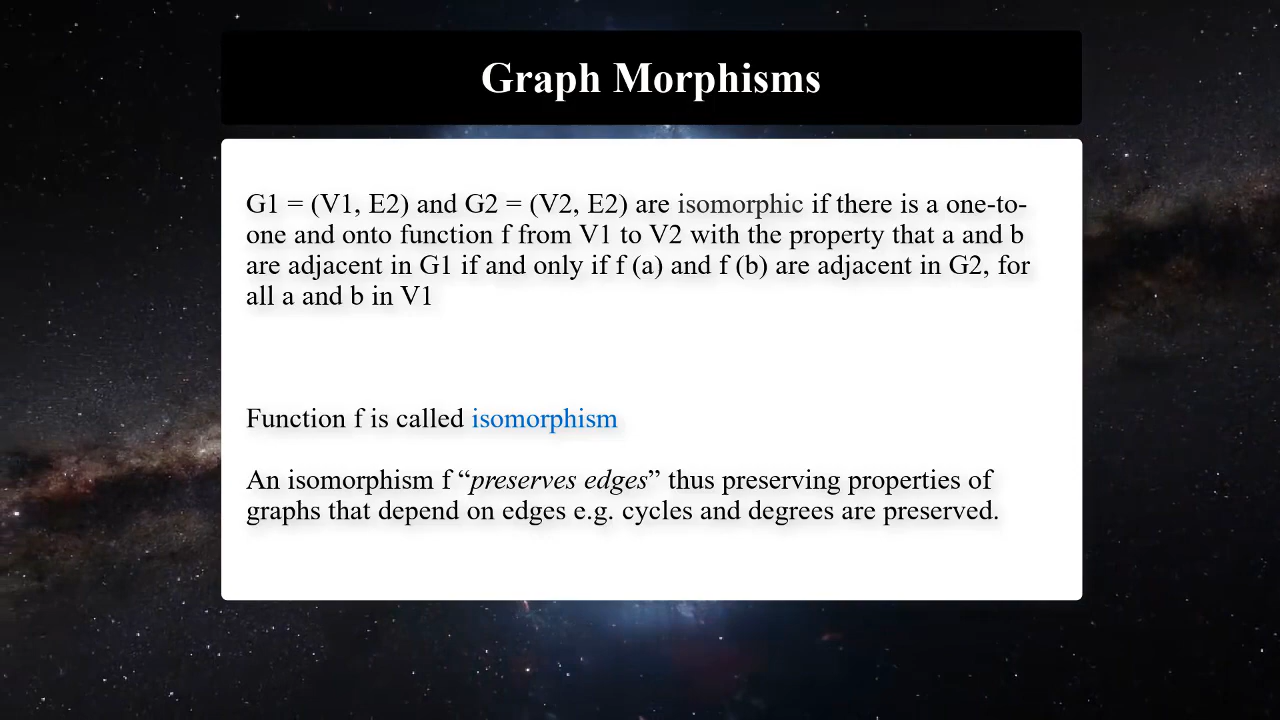 Graph Morphisms
G1 = (V1, E2) and G2 = (V2, E2) are isomorphic if there is a one-to-
one and onto function f from V1 to V2 with the property that a and b
are adjacent in G1 if and only if f (a) and f (b) are adjacent in G2, for
all a and b in V1
Function f is called isomorphism
An isomorphism f “preserves edges” thus preserving properties of
graphs that depend on edges e.g. cycles and degrees are preserved.